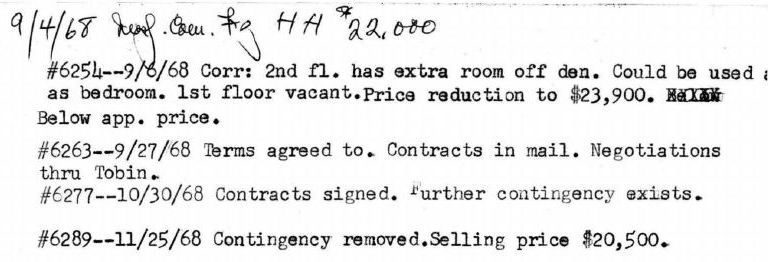 9/4/68 Com. Fig HH $22,000
#6254--9/6/68 Corr: 2nd fl. has extra room off den. Could be used
as bedroom. 1st floor vacant.Price reduction to $23,900.
Below app. price.
#6263--9/27/68 Terms agreed to. Contracts in mail. Negotiations
thru Tobin.
#6277--10/30/68 Contracts signed. Further contingency exists.
#6289--11/25/68 Contingency removed.Selling price $20,500.